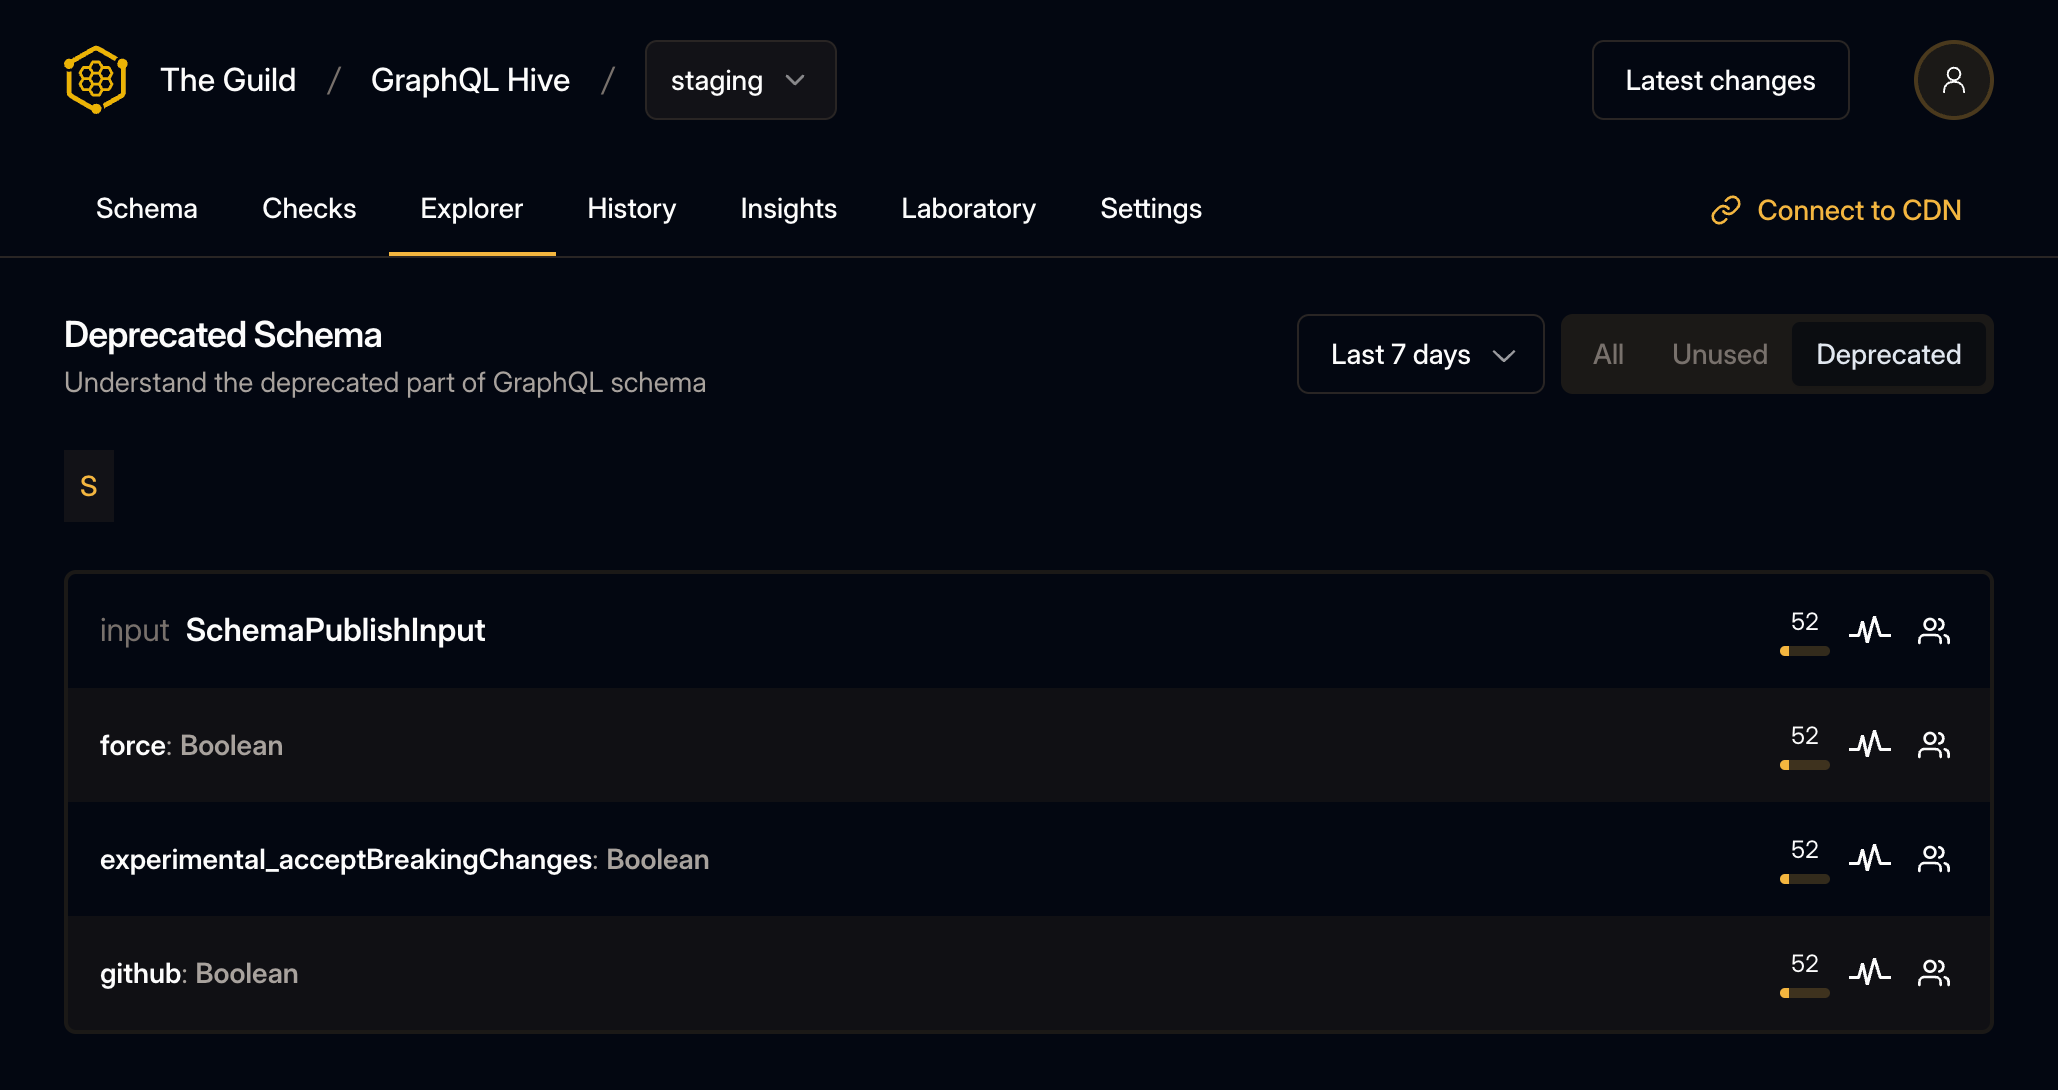 The Guild / GraphQL Hive / staging
Latest changes
Schema Checks Explorer History Insights Laboratory Settings
Connect to CDN
Deprecated Schema
Understand the deprecated part of GraphQL schema
Last 7 days
All Unused Deprecated
S
input SchemaPublishInput 52
force: Boolean 52
experimental_acceptBreakingChanges: Boolean 52
github: Boolean 52